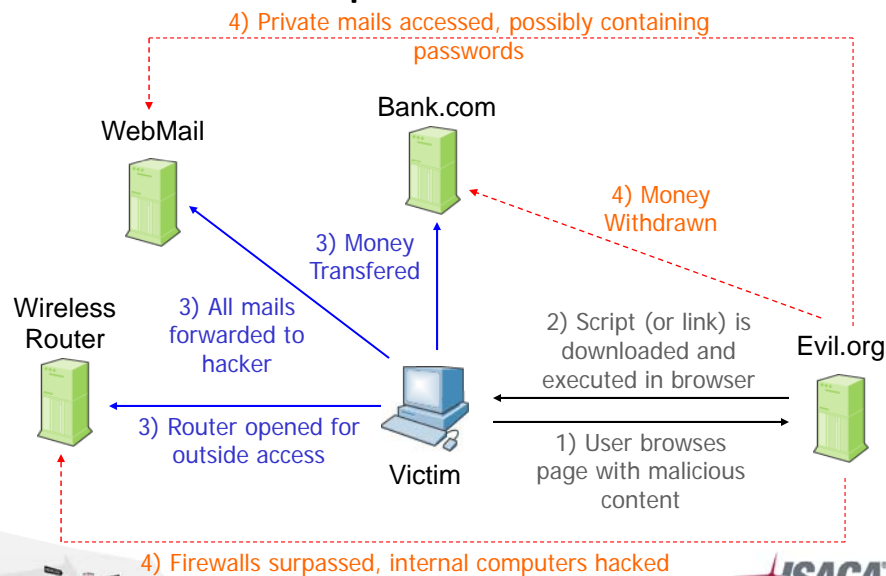 4) Private mails accessed, possibly containing
passwords
Bank.com
WebMail
4) Money
Withdrawn
3) Money
Transfered
Wireless
Router
3) All mails
forwarded to
hacker
2) Script (or link) is
downloaded and
executed in browser
Evil.org
3) Router opened for
outside access
Victim
1) User browses
page with malicious
content
4) Firewalls surpassed, internal computers hacked
ISACA